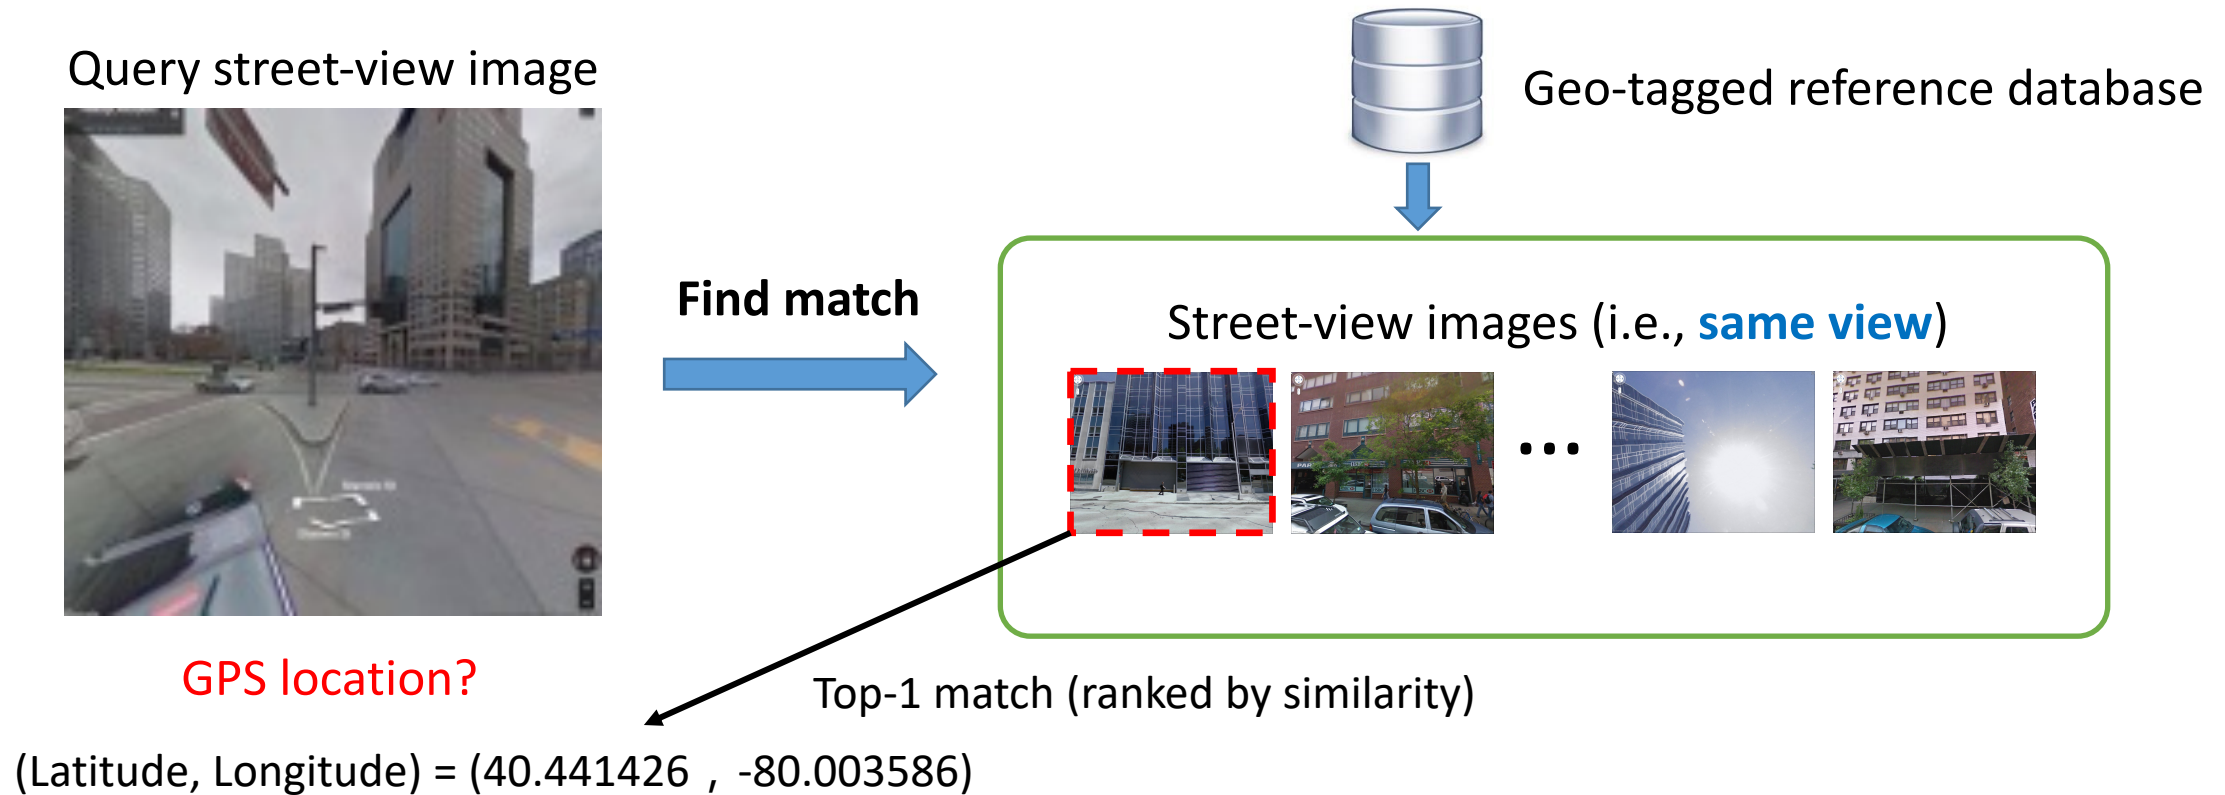 Query street-view image
Geo-tagged reference database
Find match
Street-view images (i.e., same view)
...
GPS location?
Top-1 match (ranked by similarity)
(Latitude, Longitude) = (40.441426 , -80.003586)